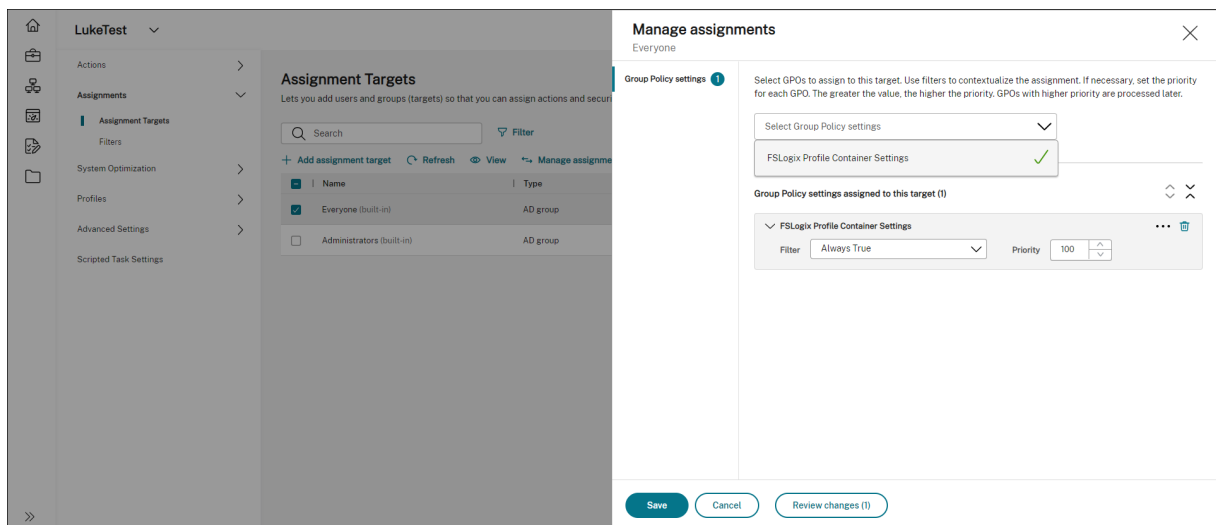 LukeTest
Actions
Assignments
Assignment Targets
Filters
System Optimization
Profiles
Advanced Settings
Scripted Task Settings
Assignment Targets
Lets you add users and groups (targets) so that you can assign actions and securi
Search
Filter
Add assignment target Refresh View Manage assignme
Name Type
Everyone (built-in) AD group
Administrators (built-in) AD group
Manage assignments
Everyone
Group Policy settings 1
Select GPOs to assign to this target. Use filters to contextualize the assignment. If necessary, set the priority
for each GPO. The greater the value, the higher the priority. GPOs with higher priority are processed later.
Select Group Policy settings
FSLogix Profile Container Settings
Group Policy settings assigned to this target (1)
FSLogix Profile Container Settings
Filter Always True Priority 100
Save Cancel Review changes (1)